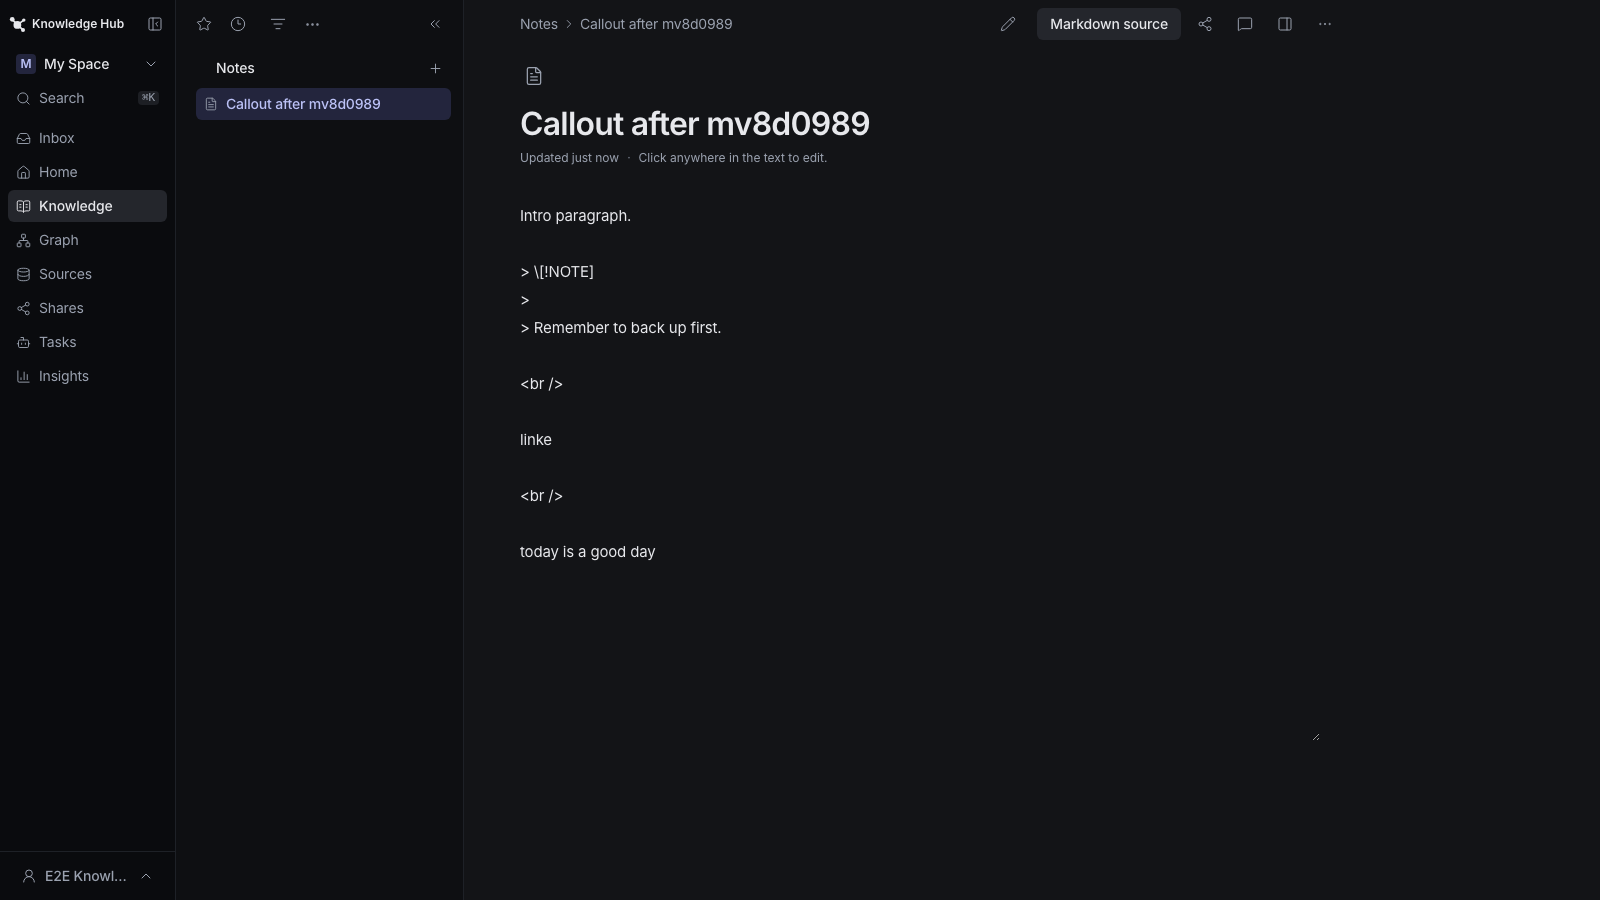 Knowledge Hub
M My Space
Search ⌘K
Inbox
Home
Knowledge
Graph
Sources
Shares
Tasks
Insights
E2E Knowl...
Notes
Callout after mv8d0989
Notes > Callout after mv8d0989
Markdown source
Callout after mv8d0989
Updated just now · Click anywhere in the text to edit.
Intro paragraph.
> \[!NOTE]
>
> Remember to back up first.
<br />
linke
<br />
today is a good day